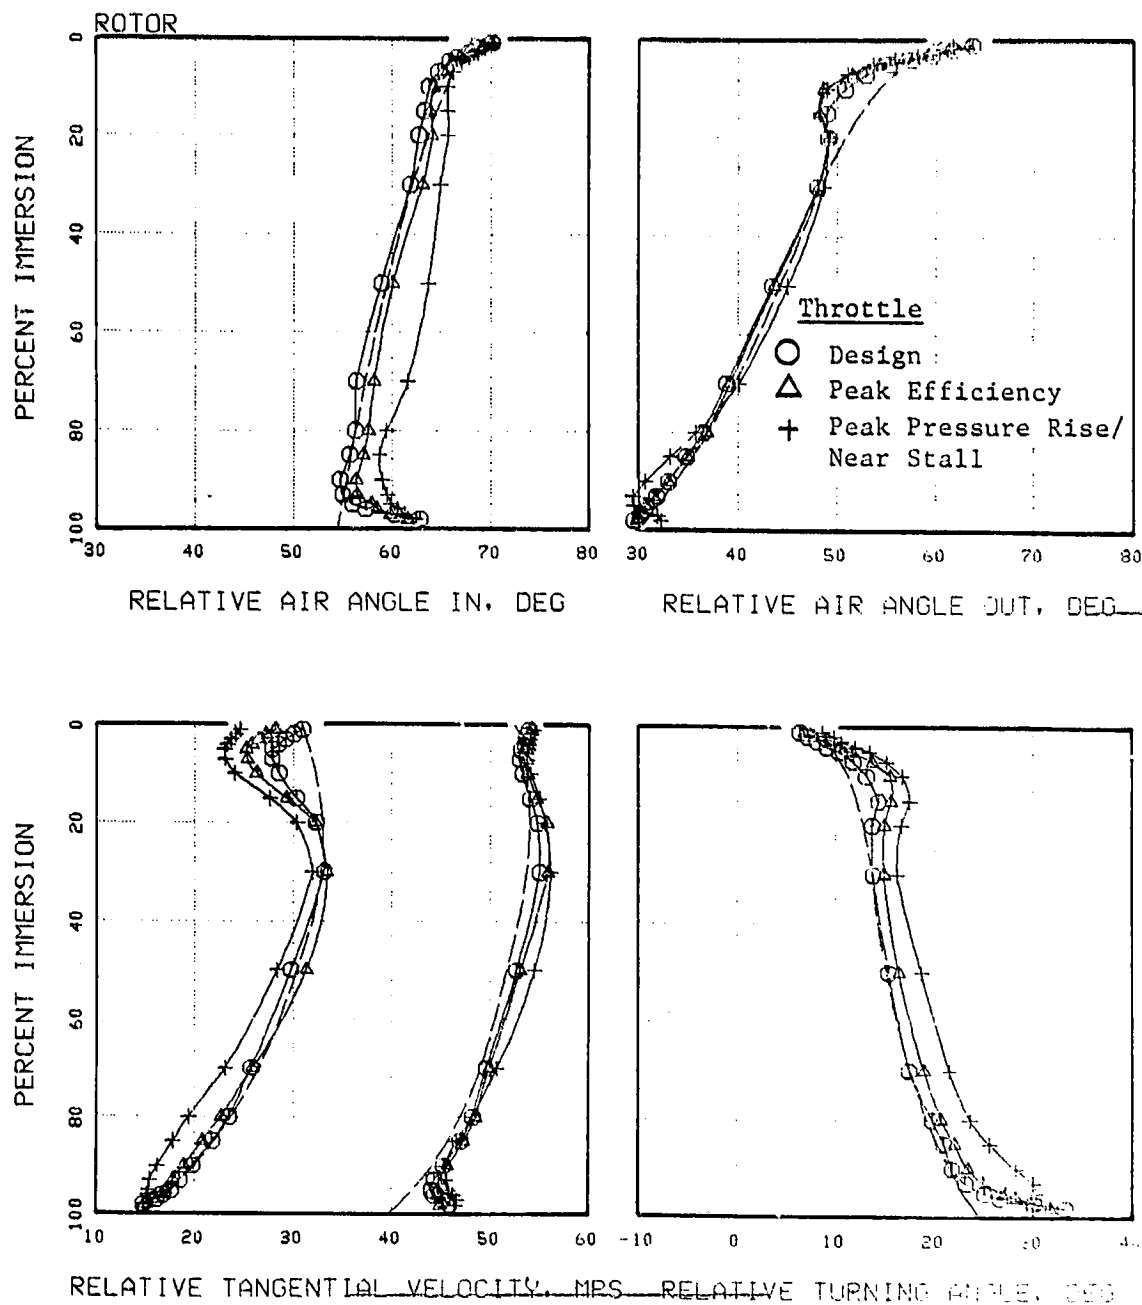 ROTOR
PERCENT IMMERSION
0
20
40
60
80
100
30 40 50 60 70 80
RELATIVE AIR ANGLE IN, DEG
30 40 50 60 70 80
RELATIVE AIR ANGLE OUT, DEG
Throttle
Design
Peak Efficiency
Peak Pressure Rise/
Near Stall
PERCENT IMMERSION
0
20
40
60
80
100
10 20 30 40 50 60
RELATIVE TANGENTIAL VELOCITY, MPS
-10 0 10 20 30
RELATIVE TURNING ANGLE, DEG